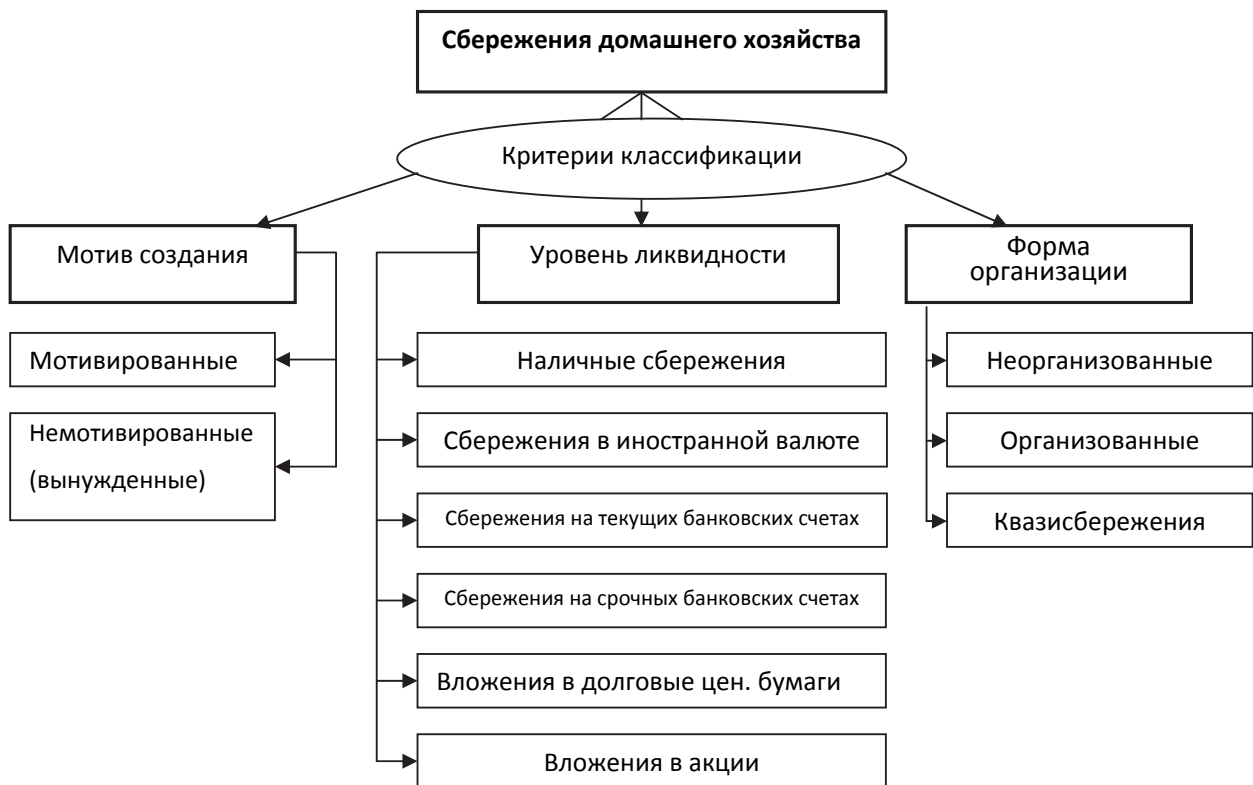 Сбережения домашнего хозяйства
Критерии классификации
Мотив создания
Мотивированные
Немотивированные
(вынужденные)
Уровень ликвидности
Наличные сбережения
Сбережения в иностранной валюте
Сбережения на текущих банковских счетах
Сбережения на срочных банковских счетах
Вложения в долговые цен. бумаги
Вложения в акции
Форма
организации
Неорганизованные
Организованные
Квазисбережения